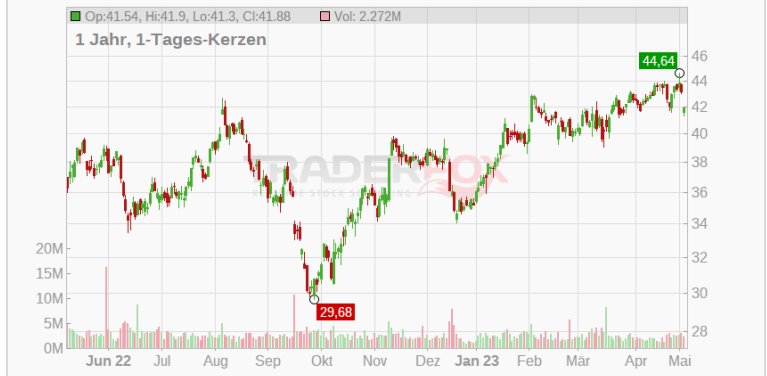 Op:41.54, Hi:41.9, Lo:41.3, Cl:41.88 Vol: 2.272M
1 Jahr, 1-Tages-Kerzen
44,64
46
44
42
40
38
TRADERFOX
36
34
20M 32
15M
10M 30
29,68
5M 28
0M
Jun 22 Jul Aug Sep Okt Nov Dez Jan 23 Feb Mär Apr Mai